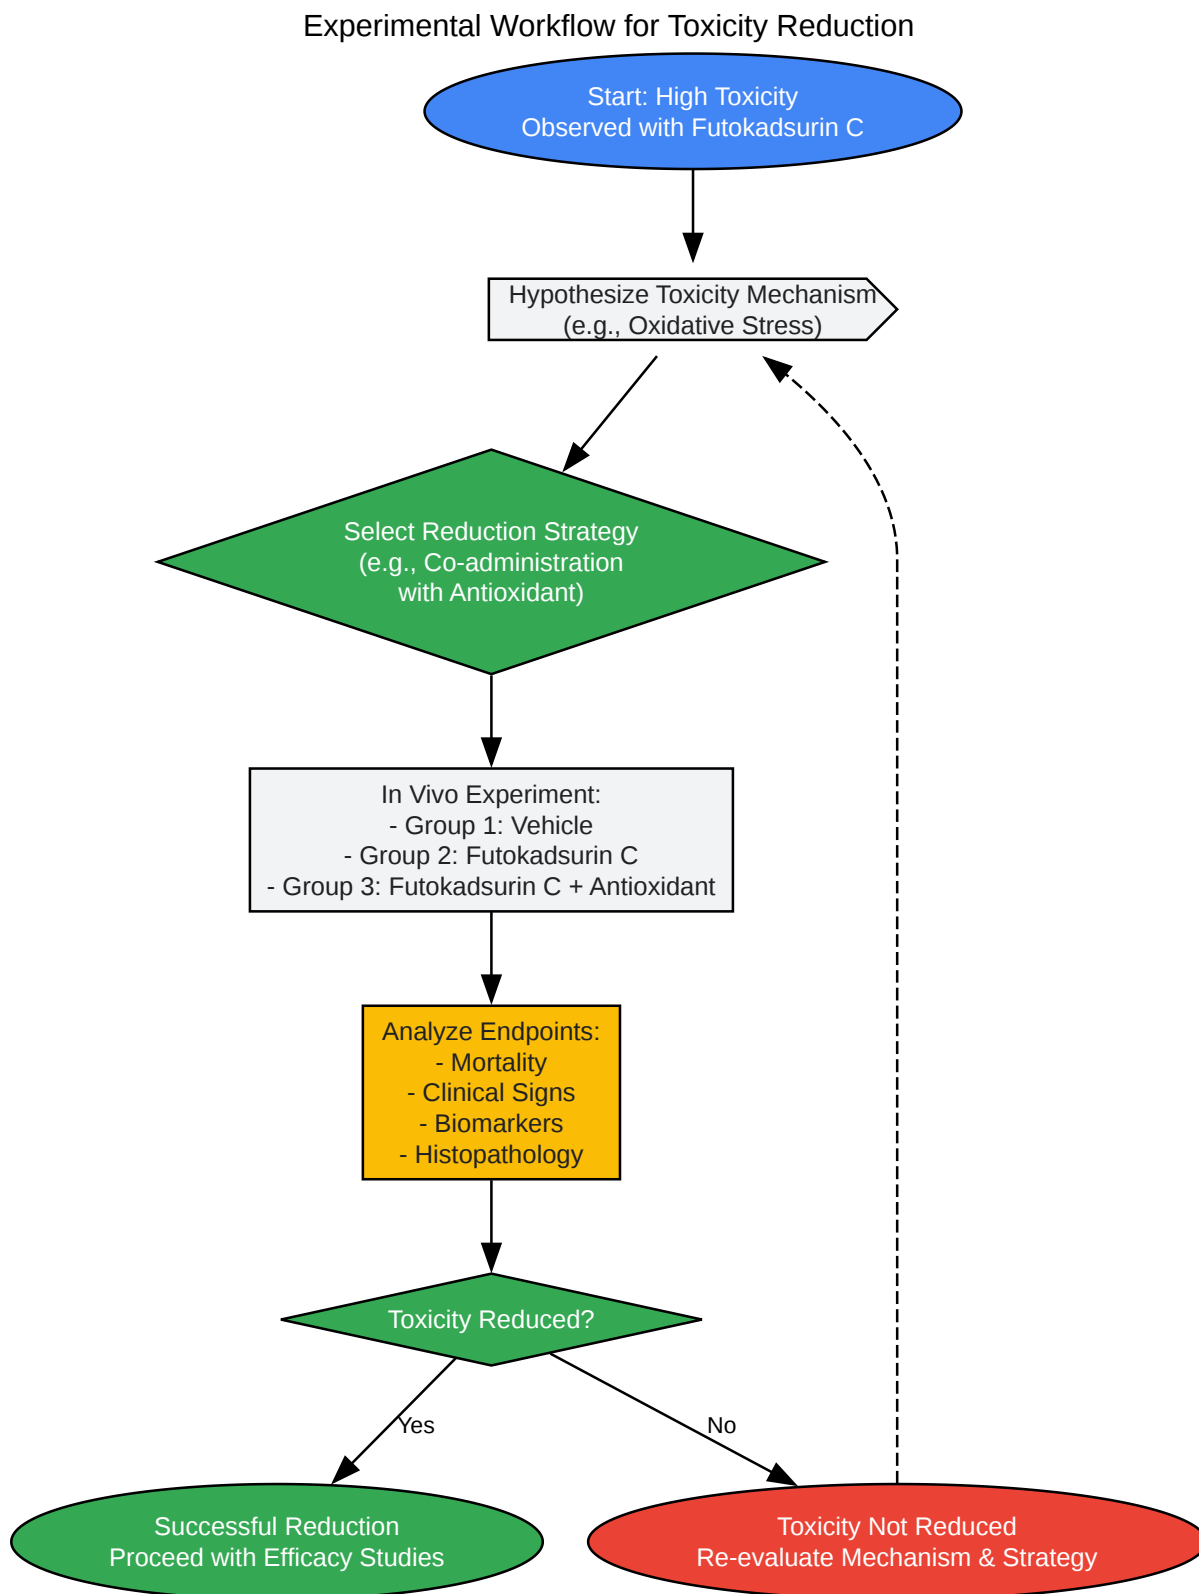 Experimental Workflow for Toxicity Reduction
Start: High Toxicity
Observed with Futokadsurin C
Hypothesize Toxicity Mechanism
(e.g., Oxidative Stress)
Select Reduction Strategy
(e.g., Co-administration
with Antioxidant)
In Vivo Experiment:
- Group 1: Vehicle
- Group 2: Futokadsurin C
- Group 3: Futokadsurin C + Antioxidant
Analyze Endpoints:
- Mortality
- Clinical Signs
- Biomarkers
- Histopathology
Toxicity Reduced?
Yes
No
Successful Reduction
Proceed with Efficacy Studies
Toxicity Not Reduced
Re-evaluate Mechanism & Strategy